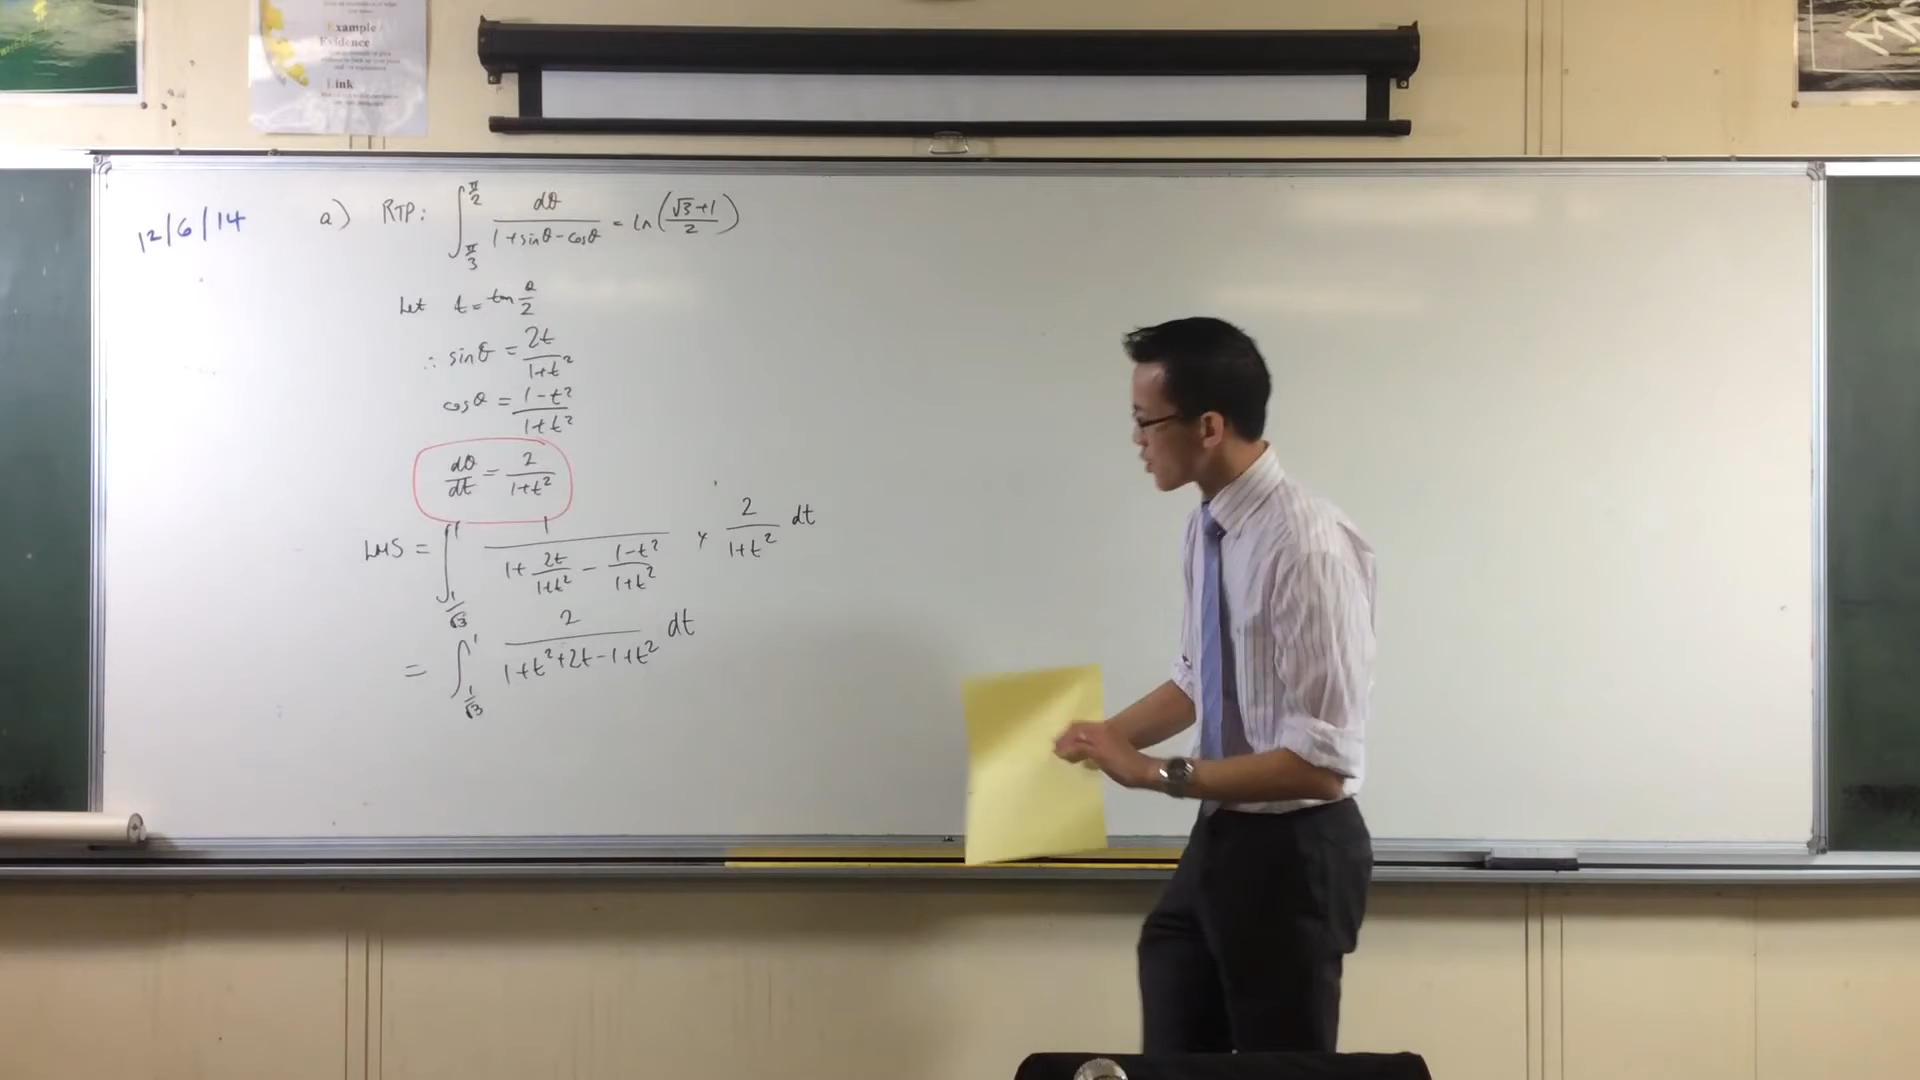 Example
Evidence
Link
12/6/14
a) RTP: ∫_{π/3}^{π/2} dθ/(1+sinθ-cosθ) = ln((√3+1)/2)
Let t = tan θ/2
∴ sinθ = 2t/(1+t²)
cosθ = (1-t²)/(1+t²)
dθ/dt = 2/(1+t²)
LHS = ∫_{1/√3}^{1} 1/(1+2t/(1+t²) - (1-t²)/(1+t²)) × 2/(1+t²) dt
= ∫_{1/√3}^{1} 2/(1+t²+2t-1+t²) dt